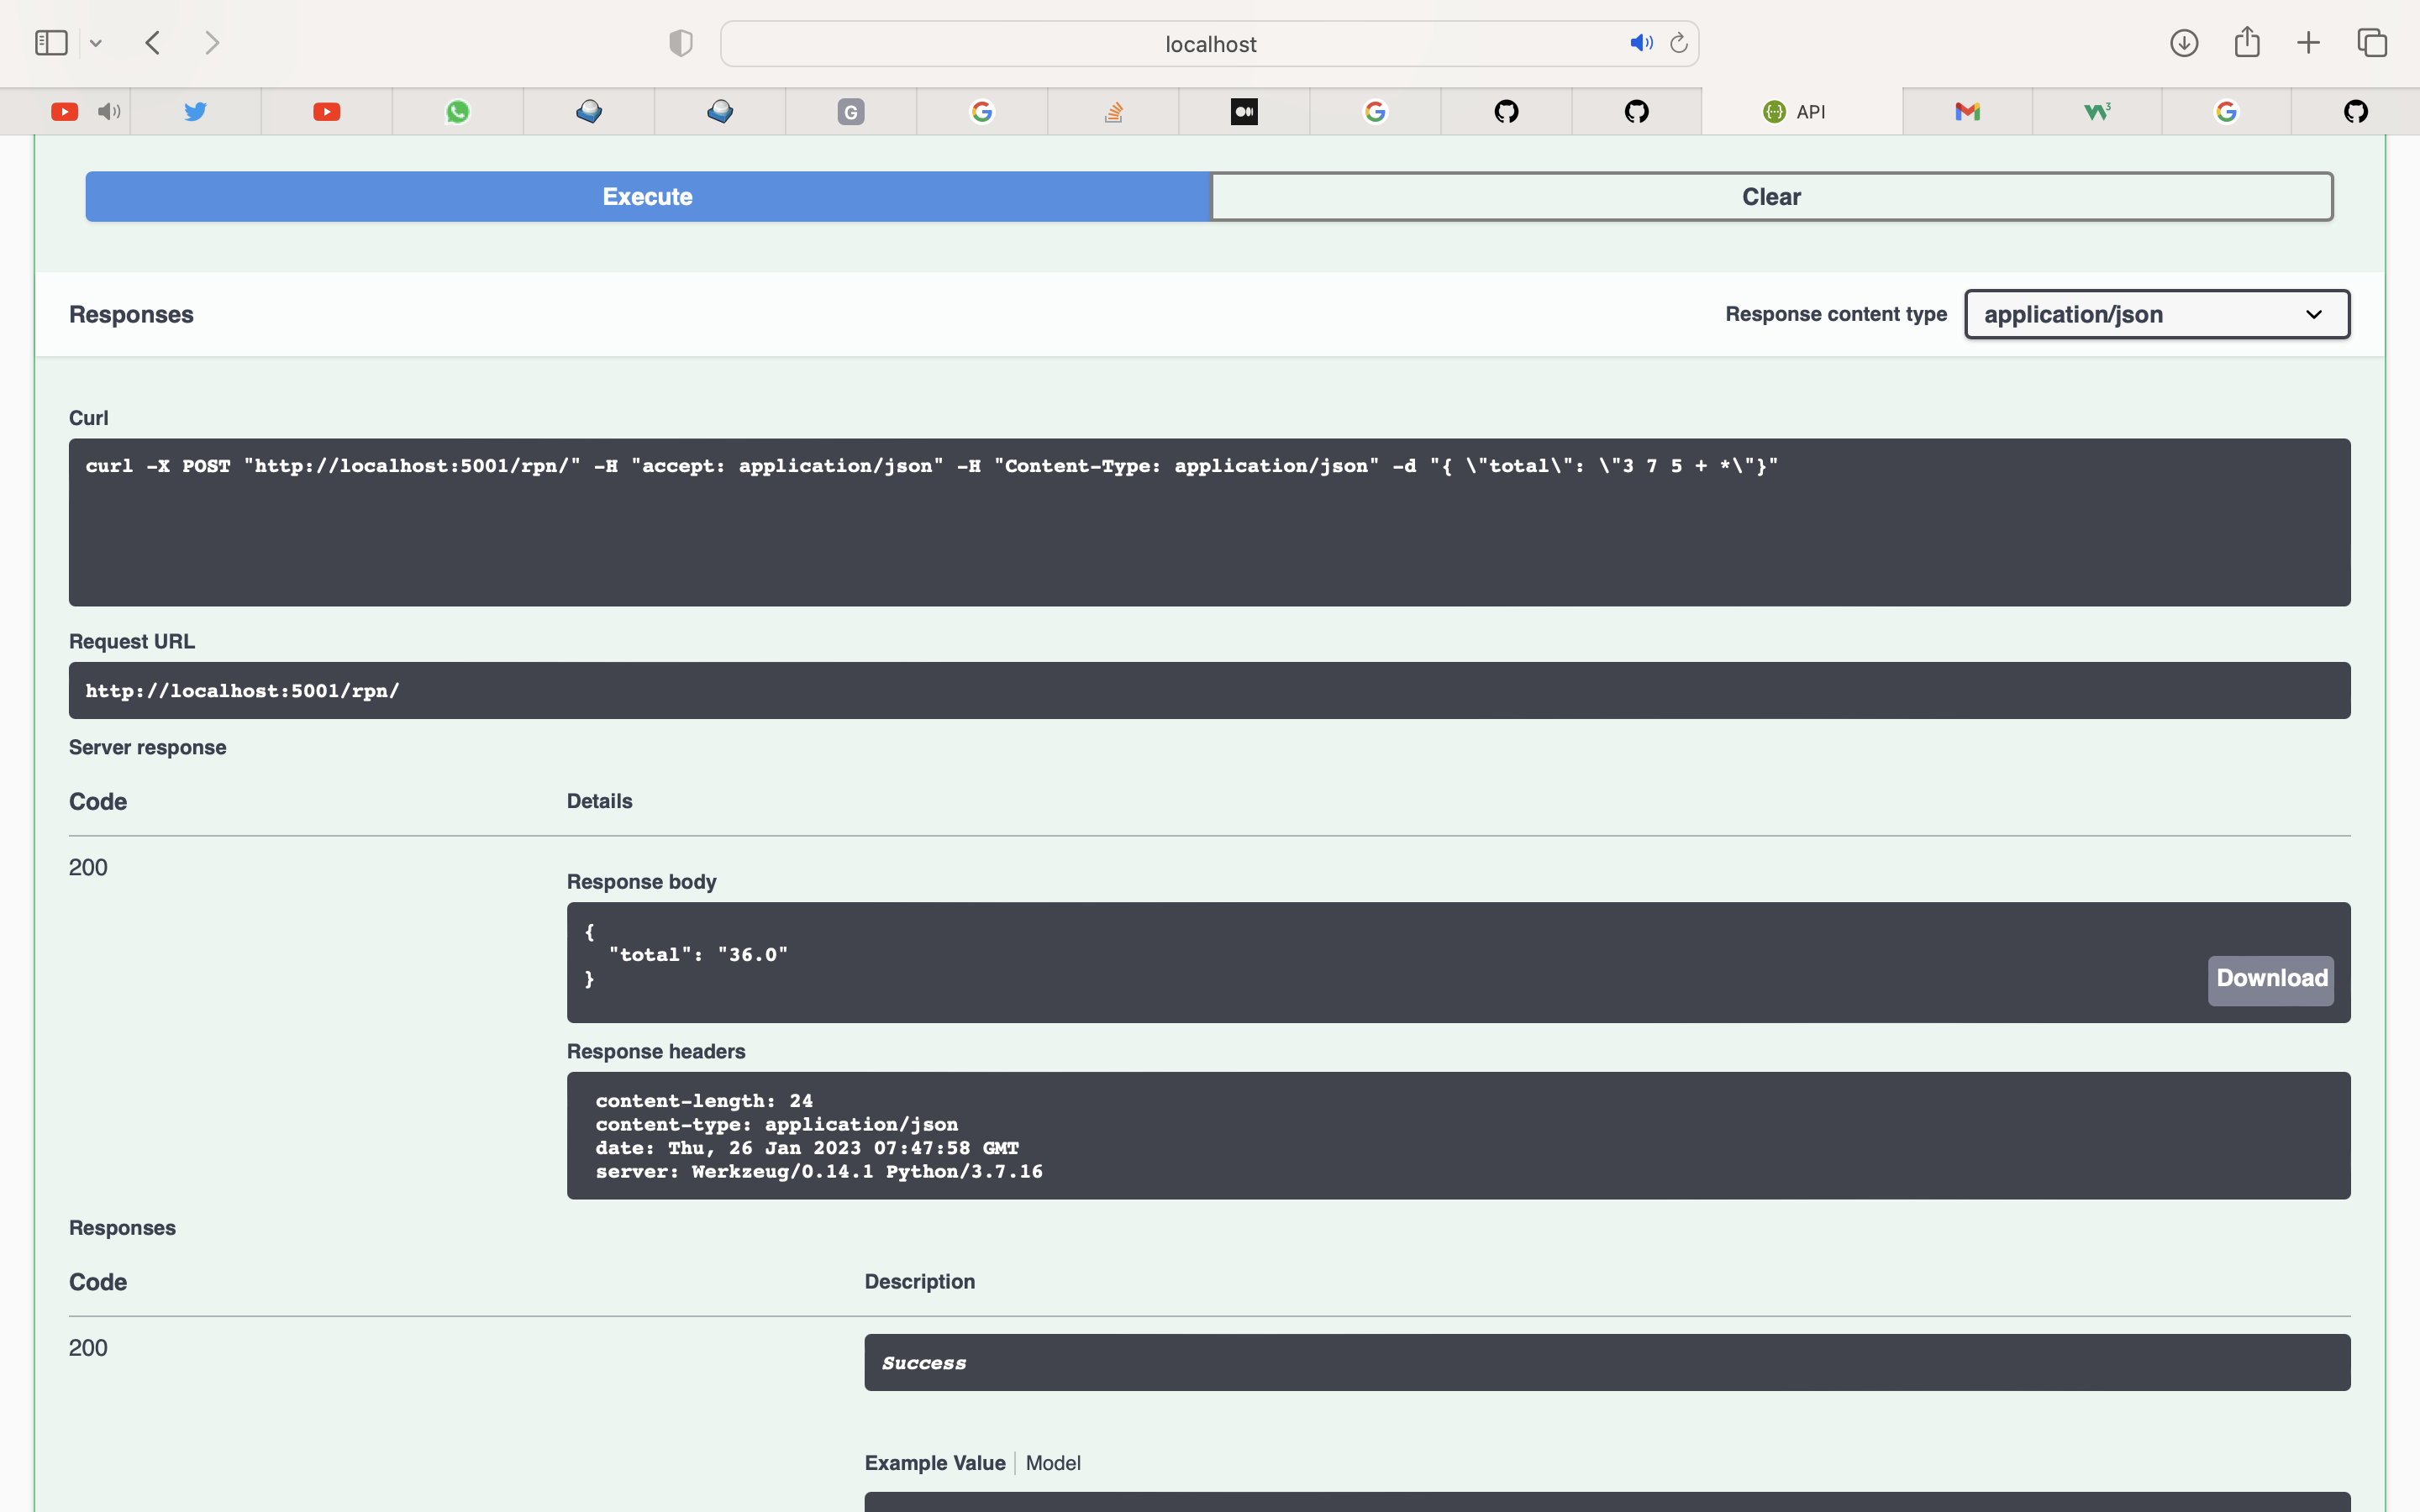 localhost
G
API
Execute
Clear
Responses
Response content type
application/json
Curl
curl -X POST "http://localhost:5001/rpn/" -H "accept: application/json" -H "Content-Type: application/json" -d "{ \"total\": \"3 7 5 + *\"}"
Request URL
http://localhost:5001/rpn/
Server response
Code
Details
200
Response body
{
"total": "36.0"
}
Download
Response headers
content-length: 24
content-type: application/json
date: Thu, 26 Jan 2023 07:47:58 GMT
server: Werkzeug/0.14.1 Python/3.7.16
Responses
Code
Description
200
Success
Example Value
Model